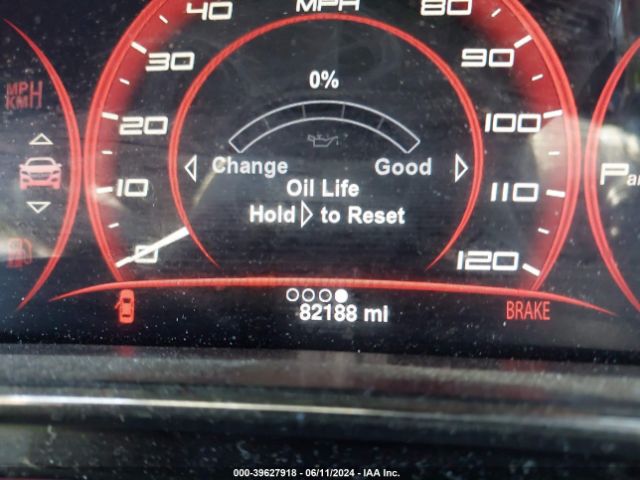 MPH
40
80
30
90
0%
MPH
KM
20
100
Change
Good
Oil Life
10
110
Hold ▷ to Reset
0
120
82188 mi
BRAKE
000-39627918 - 06/11/2024 - IAA Inc.